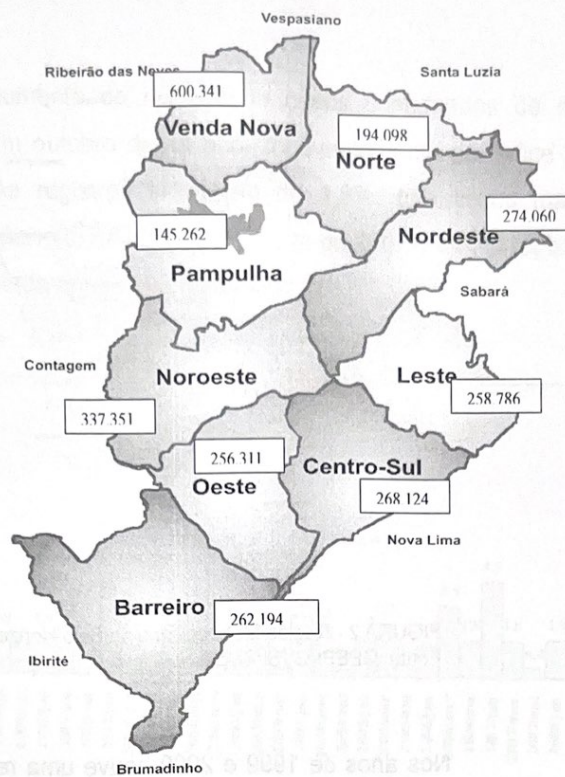 Vespasiano
Ribeirão das Neves
Santa Luzia
600.341
Venda Nova
194 098
Norte
274 060
Nordeste
145 262
Pampulha
Sabará
Contagem
Noroeste
Leste
258 786
337 351
256 311
Oeste
Centro-Sul
268 124
Nova Lima
Barreiro
262 194
Ibirité
Brumadinho